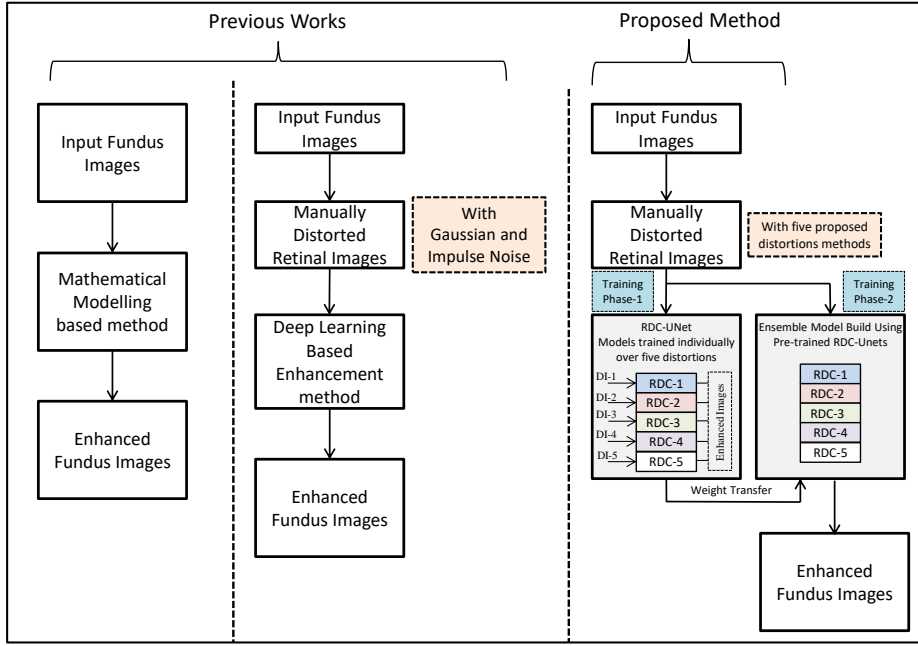 Previous Works
Input Fundus
Images
Mathematical
Modelling
based method
Enhanced
Fundus Images
Input Fundus
Images
Manually
Distorted
Retinal Images
With
Gaussian and
Impulse Noise
Deep Learning
Based
Enhancement
method
Enhanced
Fundus Images
Proposed Method
Input Fundus
Images
Manually
Distorted
Retinal Images
With five proposed
distortions methods
Training
Phase-1
Training
Phase-2
RDC-UNet
Models trained individually
over five distortions
DI-1
DI-2
DI-3
DI-4
DI-5
RDC-1
RDC-2
RDC-3
RDC-4
RDC-5
Enhanced Images
Ensemble Model Build Using
Pre-trained RDC-Unets
RDC-1
RDC-2
RDC-3
RDC-4
RDC-5
Weight Transfer
Enhanced
Fundus Images